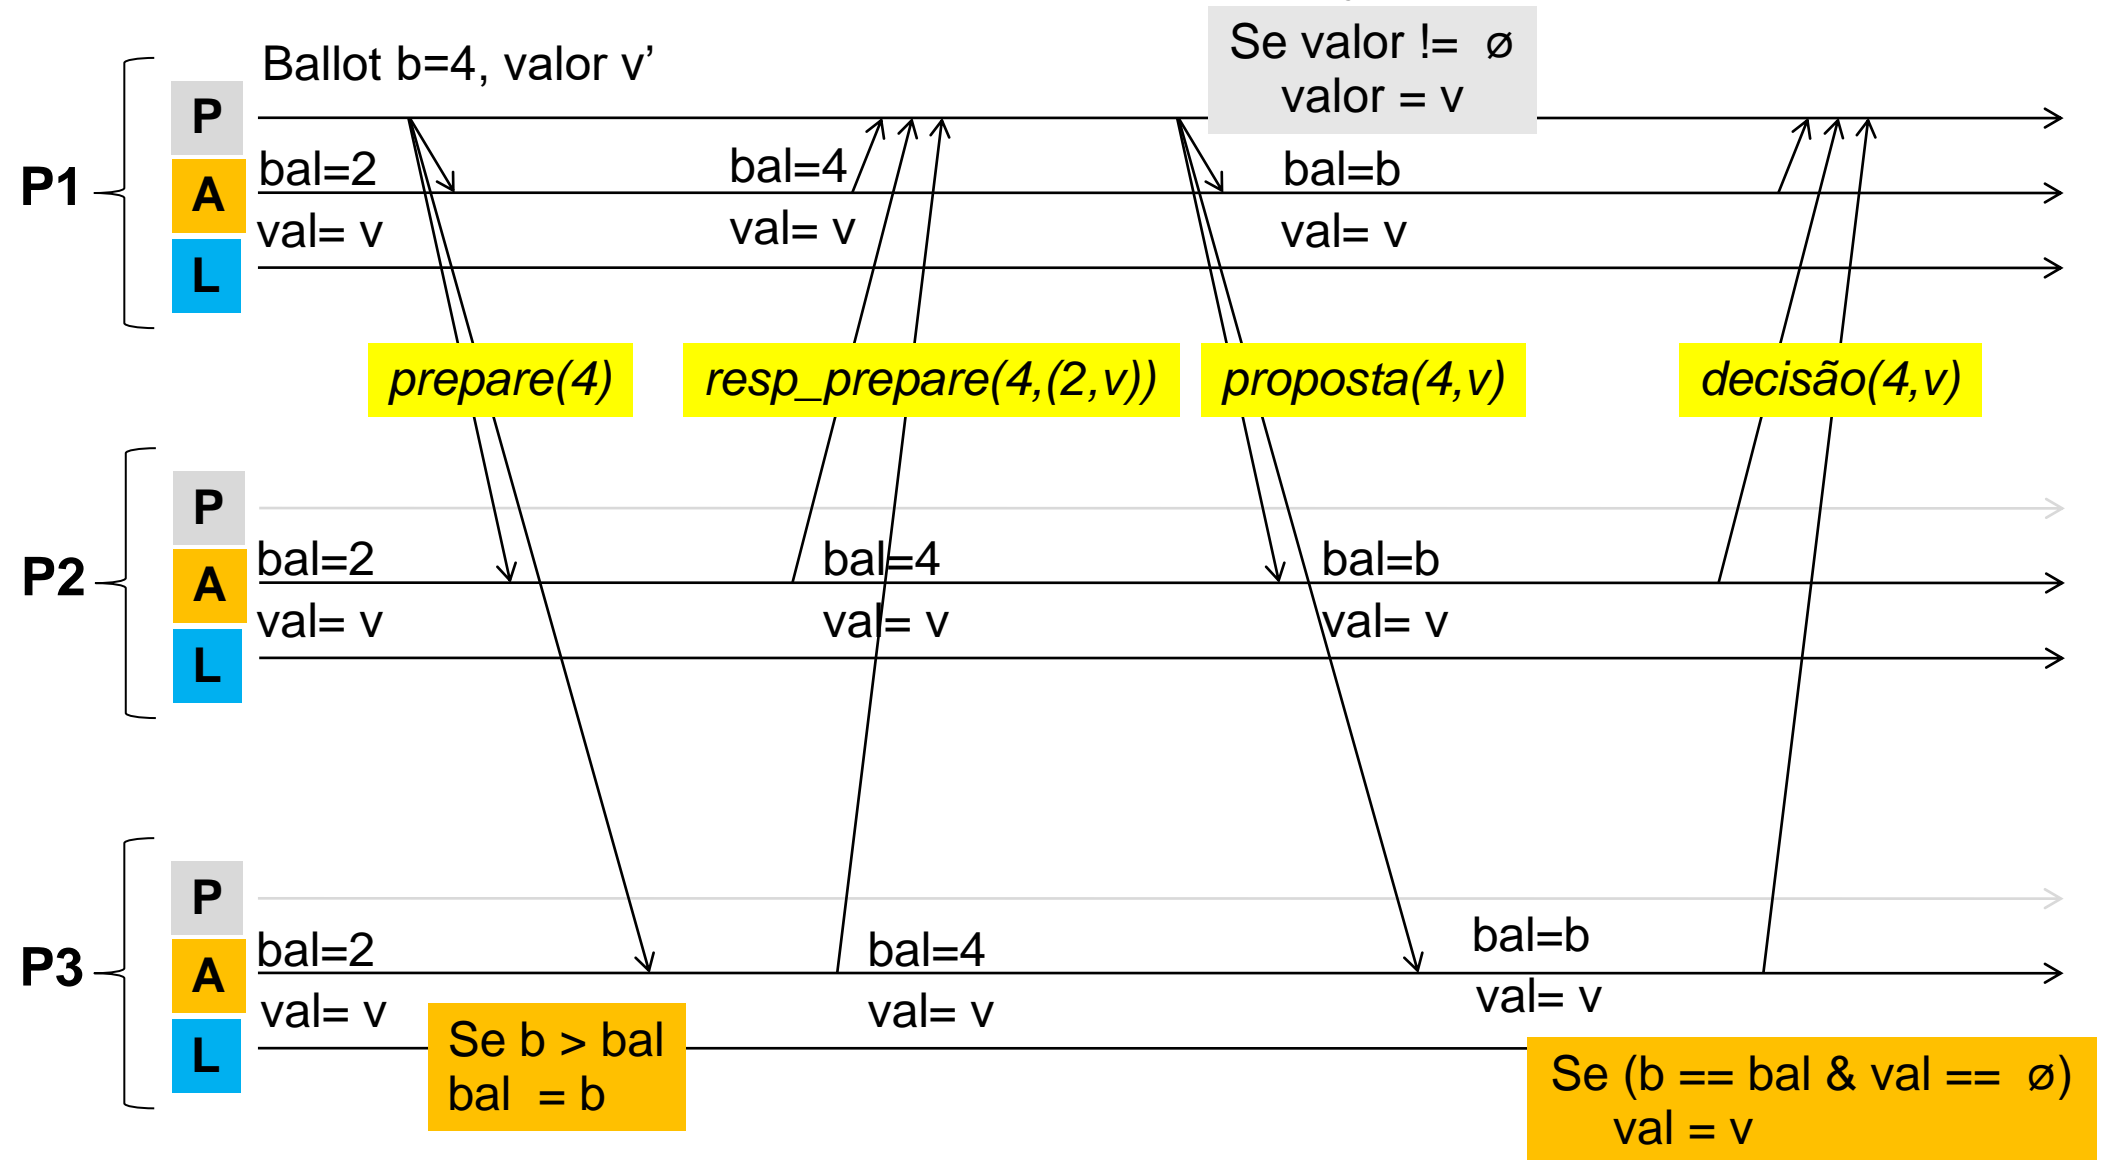 Se valor != ø
valor = v
Ballot b=4, valor v’
P
P1
A
L
bal=2
val= v
bal=4
val= v
bal=b
val= v
prepare(4)
resp_prepare(4,(2,v))
proposta(4,v)
decisão(4,v)
P
P2
A
L
bal=2
val= v
bal=4
val= v
bal=b
val= v
P
P3
A
L
bal=2
val= v
bal=4
val= v
bal=b
val= v
Se b > bal
bal = b
Se (b == bal & val == ø)
val = v